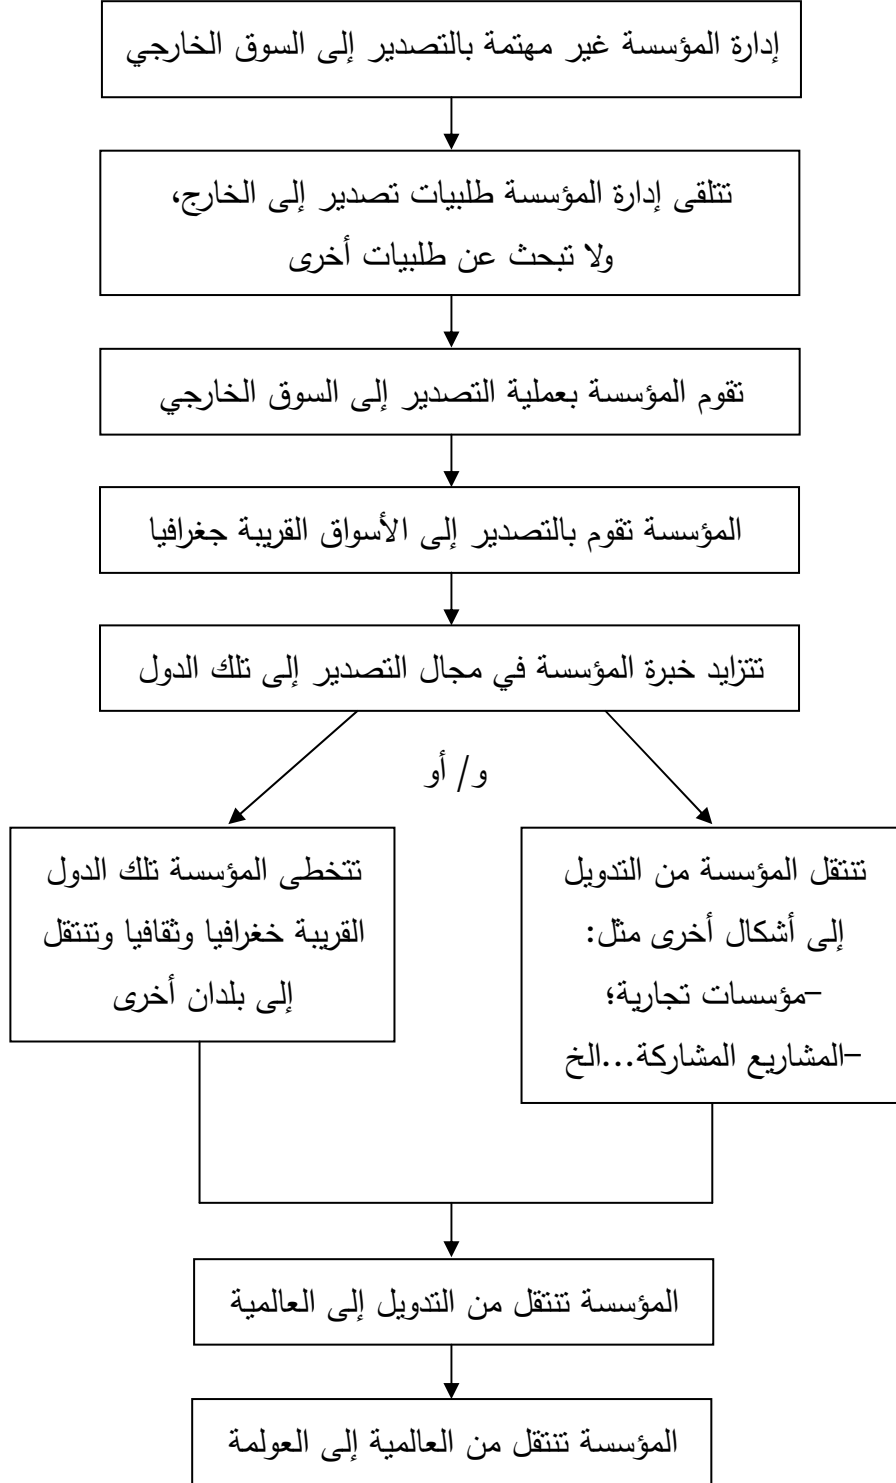 إدارة المؤسسة غير مهتمة بالتصدير إلى السوق الخارجي
تتلقى إدارة المؤسسة طلبيات تصدير إلى الخارج،
ولا تبحث عن طلبيات أخرى
تقوم المؤسسة بعملية التصدير إلى السوق الخارجي
المؤسسة تقوم بالتصدير إلى الأسواق القريبة جغرافيا
تتزايد خبرة المؤسسة في مجال التصدير إلى تلك الدول
و/ أو
تنتقل المؤسسة من التدويل
إلى أشكال أخرى مثل:
-مؤسسات تجارية؛
-المشاريع المشاركة...الخ
تتخطى المؤسسة تلك الدول
القريبة خغرافيا وثقافيا وتنتقل
إلى بلدان أخرى
المؤسسة تنتقل من التدويل إلى العالمية
المؤسسة تنتقل من العالمية إلى العولمة